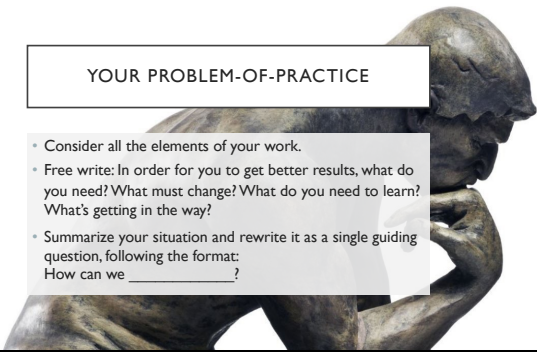 YOUR PROBLEM-OF-PRACTICE
• Consider all the elements of your work.
• Free write: In order for you to get better results, what do
you need? What must change? What do you need to learn?
What's getting in the way?
• Summarize your situation and rewrite it as a single guiding
question, following the format:
How can we ______________?